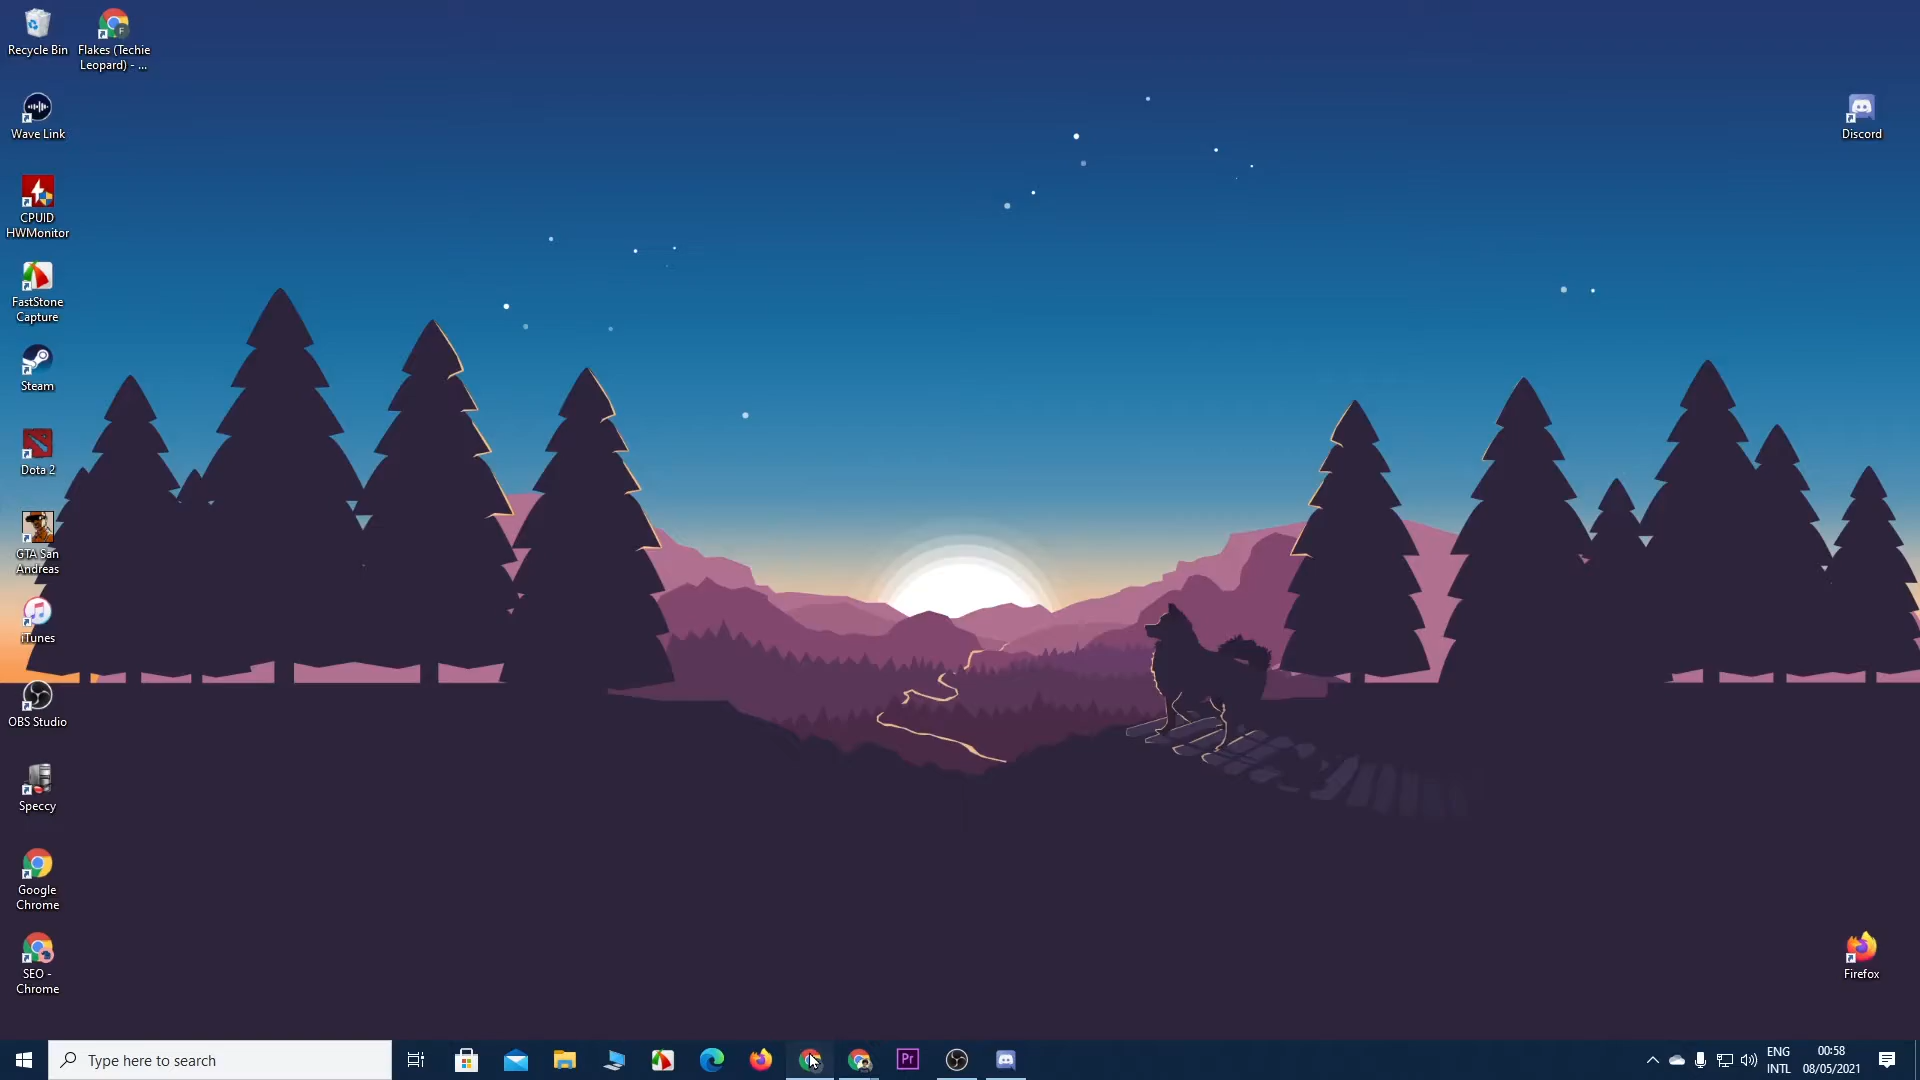 Recycle Bin
Flakes (Techie
Leopard) - ...
Wave Link
CPUID
HWMonitor
FastStone
Capture
Steam
Dota 2
GTA San
Andreas
iTunes
OBS Studio
Speccy
Google
Chrome
SEO -
Chrome
Discord
Firefox
Type here to search
Pr
ENG
INTL
00:58
08/05/2021